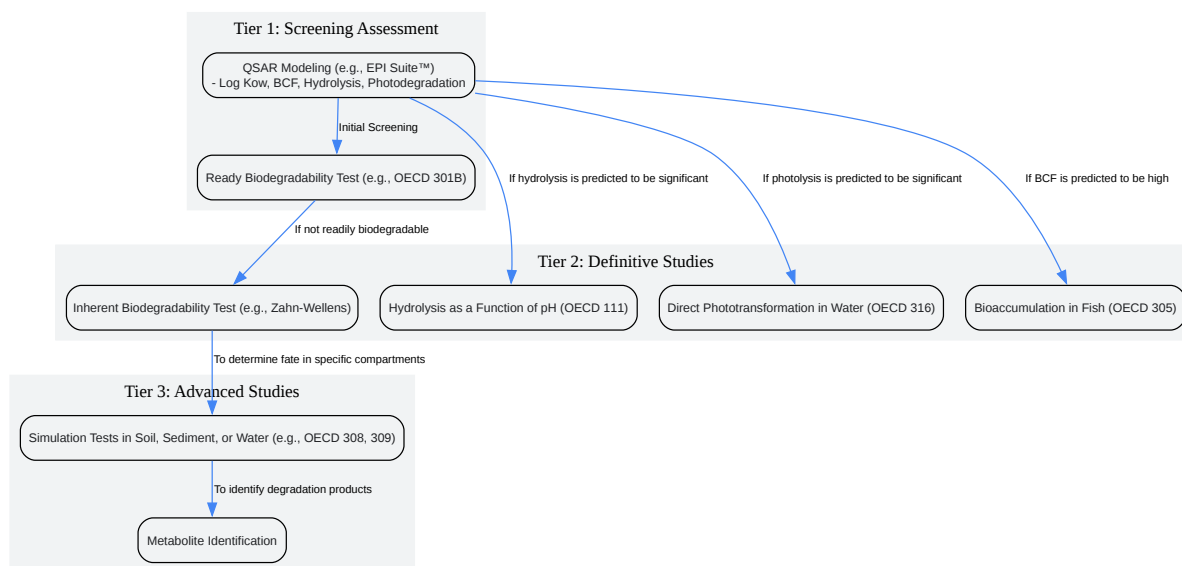 Tier 1: Screening Assessment
QSAR Modeling (e.g., EPI Suite™)
- Log Kow, BCF, Hydrolysis, Photodegradation
Initial Screening
Ready Biodegradability Test (e.g., OECD 301B)
If hydrolysis is predicted to be significant
If photolysis is predicted to be significant
If BCF is predicted to be high
If not readily biodegradable
Tier 2: Definitive Studies
Inherent Biodegradability Test (e.g., Zahn-Wellens)
Hydrolysis as a Function of pH (OECD 111)
Direct Phototransformation in Water (OECD 316)
Bioaccumulation in Fish (OECD 305)
To determine fate in specific compartments
Tier 3: Advanced Studies
Simulation Tests in Soil, Sediment, or Water (e.g., OECD 308, 309)
To identify degradation products
Metabolite Identification